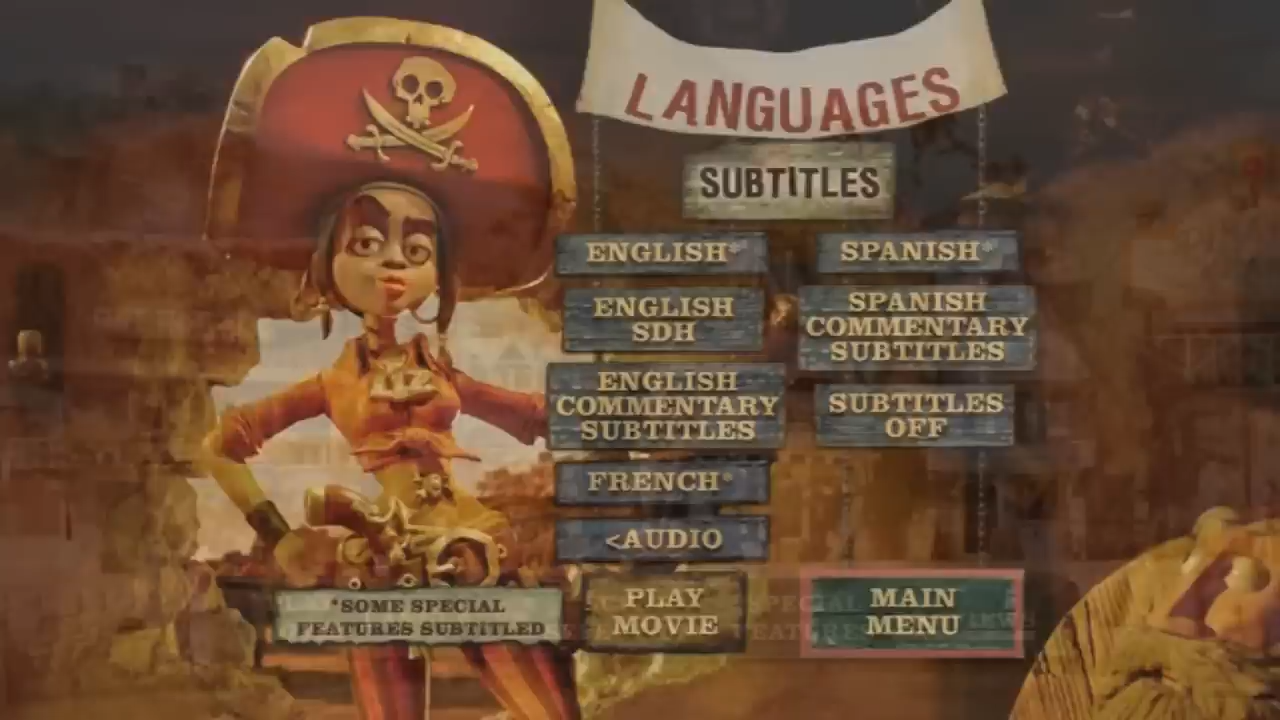 LANGUAGES
SUBTITLES
ENGLISH*
ENGLISH
SDH
ENGLISH
COMMENTARY
SUBTITLES
FRENCH*
<AUDIO
SPANISH*
SPANISH
COMMENTARY
SUBTITLES
SUBTITLES
OFF
*SOME SPECIAL
FEATURES SUBTITLED
PLAY
MOVIE
MAIN
MENU